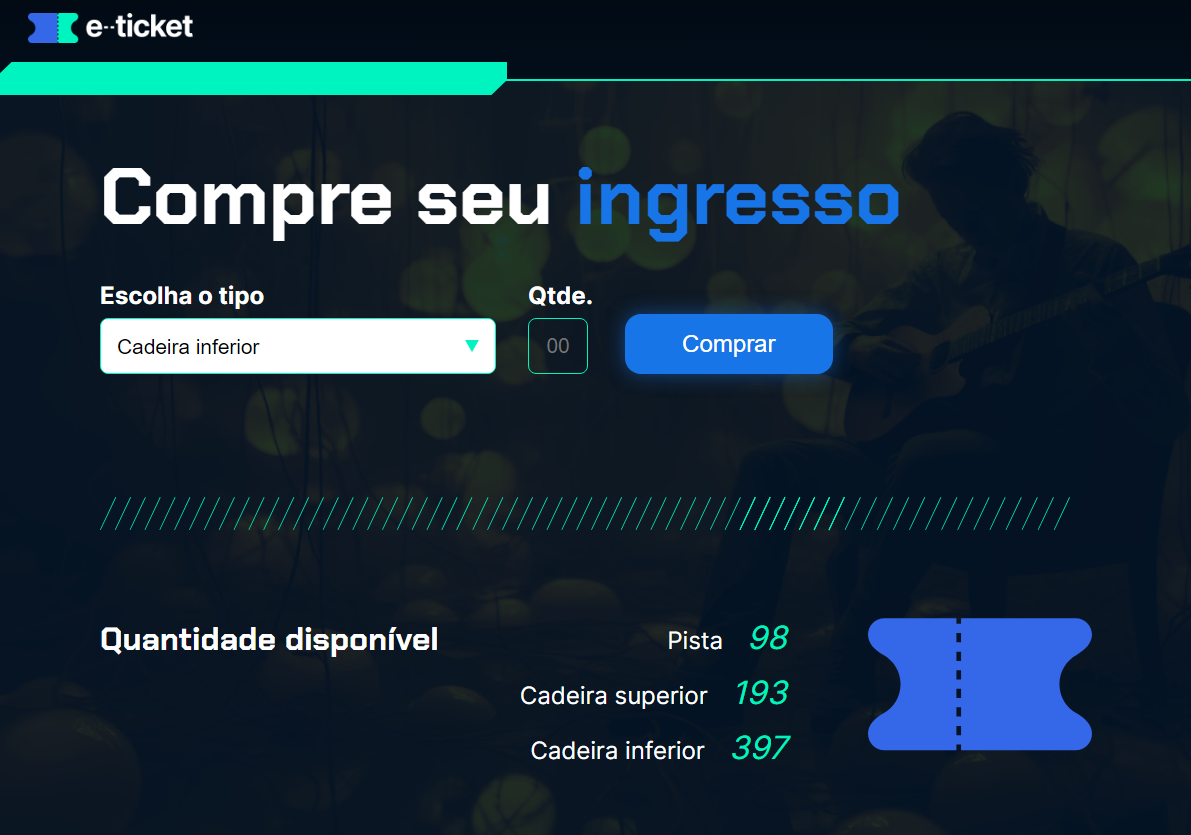 e--ticket
Compre seu ingresso
Escolha o tipo
Qtde.
Cadeira inferior
00
Comprar
Quantidade disponível
Pista 98
Cadeira superior 193
Cadeira inferior 397